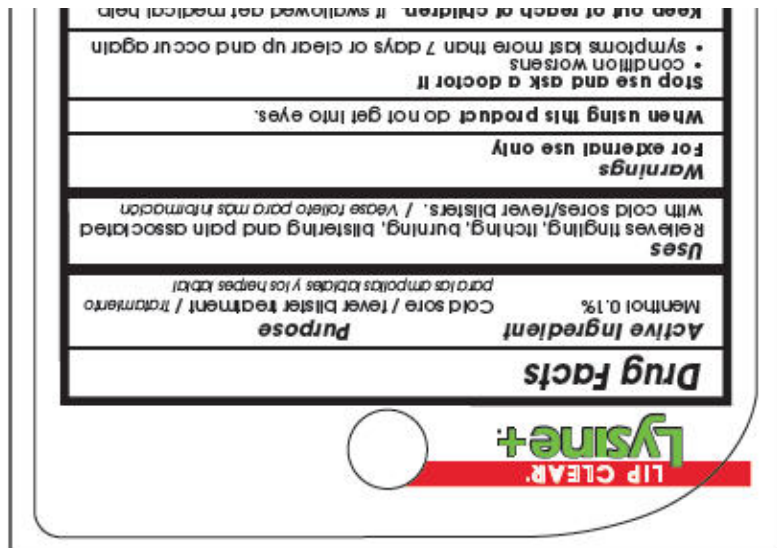 LIP CLEAR®
Lysine+®
Drug Facts
Active Ingredient Purpose
Menthol 0.1% Cold sore / fever blister treatment / Tratamiento
para las ampollas labiales y los herpes labial
Uses
Relieves tingling, itching, burning, blistering and pain associated
with cold sores/fever blisters. / Véase folleto para más información
Warnings
For external use only
When using this product do not get into eyes.
Stop use and ask a doctor if
• condition worsens
• symptoms last more than 7 days or clear up and occur again
Keep out of reach of children. If swallowed get medical help